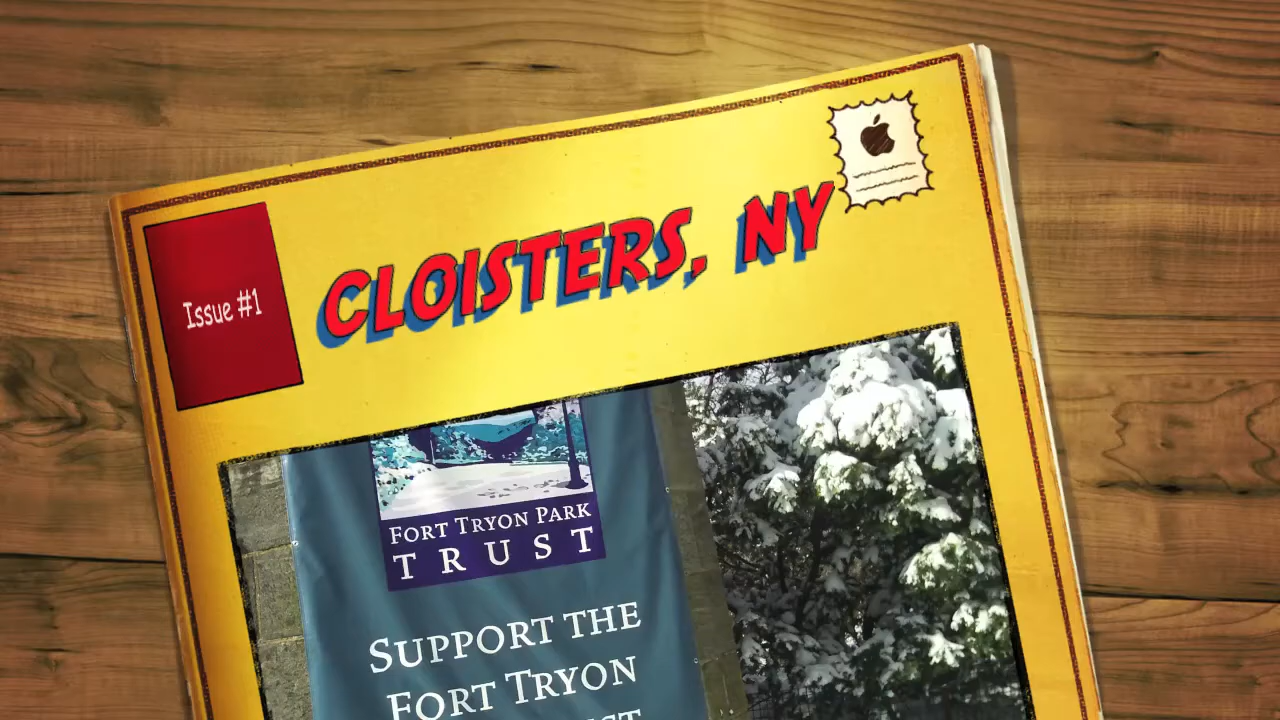 Issue #1
CLOISTERS, NY
FORT TRYON PARK
TRUST
SUPPORT THE
FORT TRYON